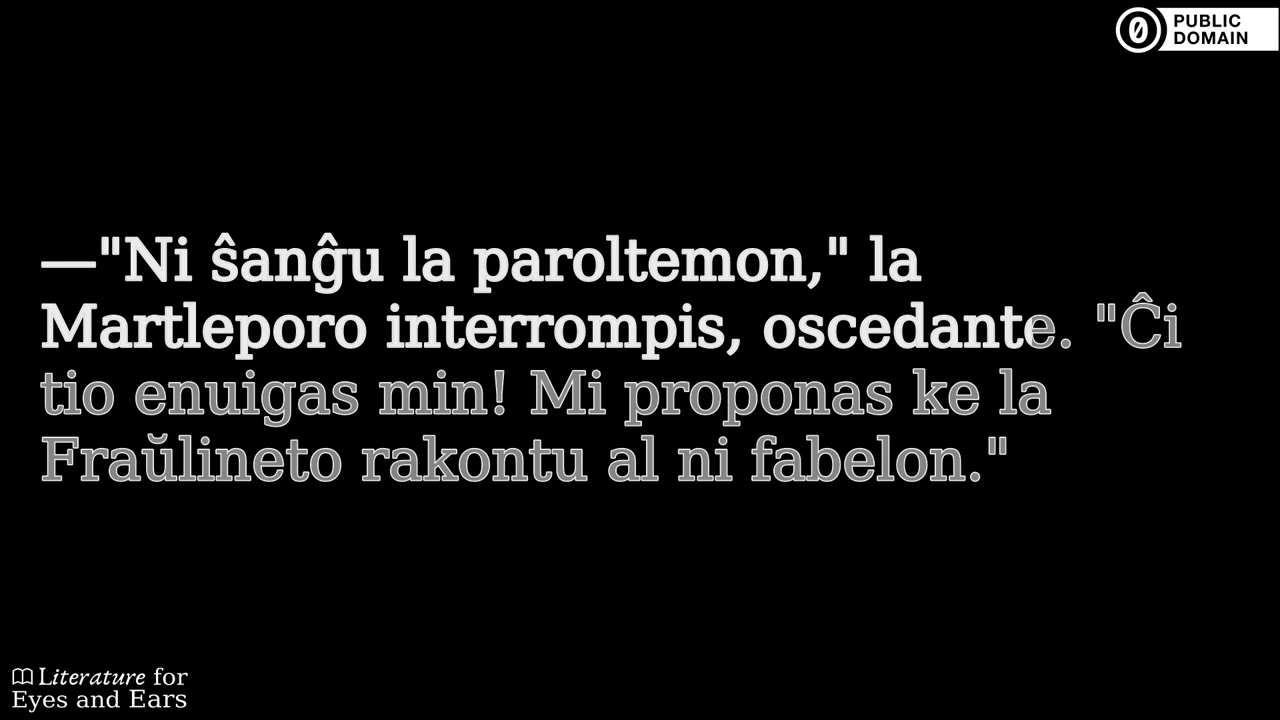 PUBLIC
DOMAIN
—"Ni ŝanĝu la paroltemon," la
Martleporo interrompis, oscedante. "Ĉi
tio enuigas min! Mi proponas ke la
Fraŭlineto rakontu al ni fabelon."
Literature for
Eyes and Ears